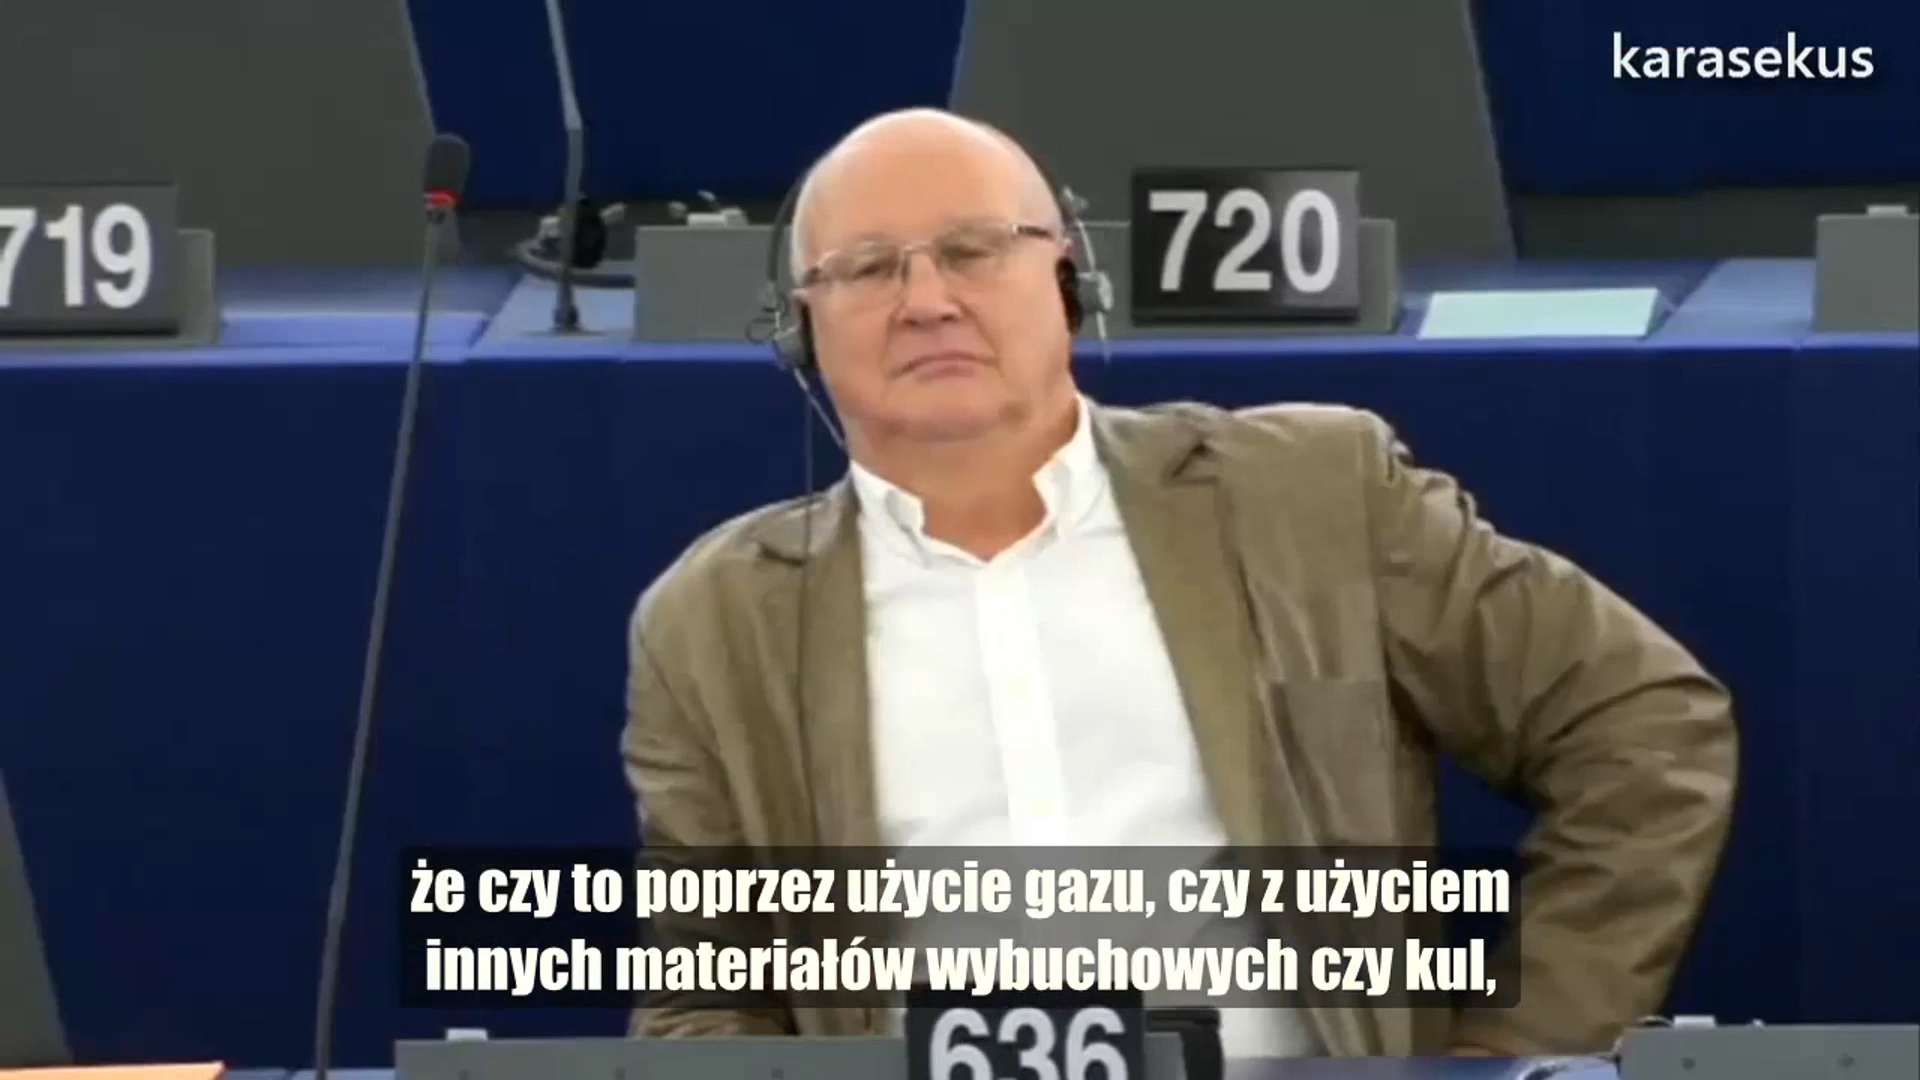 karasekus
719
720
że czy to poprzez użycie gazu, czy z użyciem
innych materiałów wybuchowych czy kul,
636